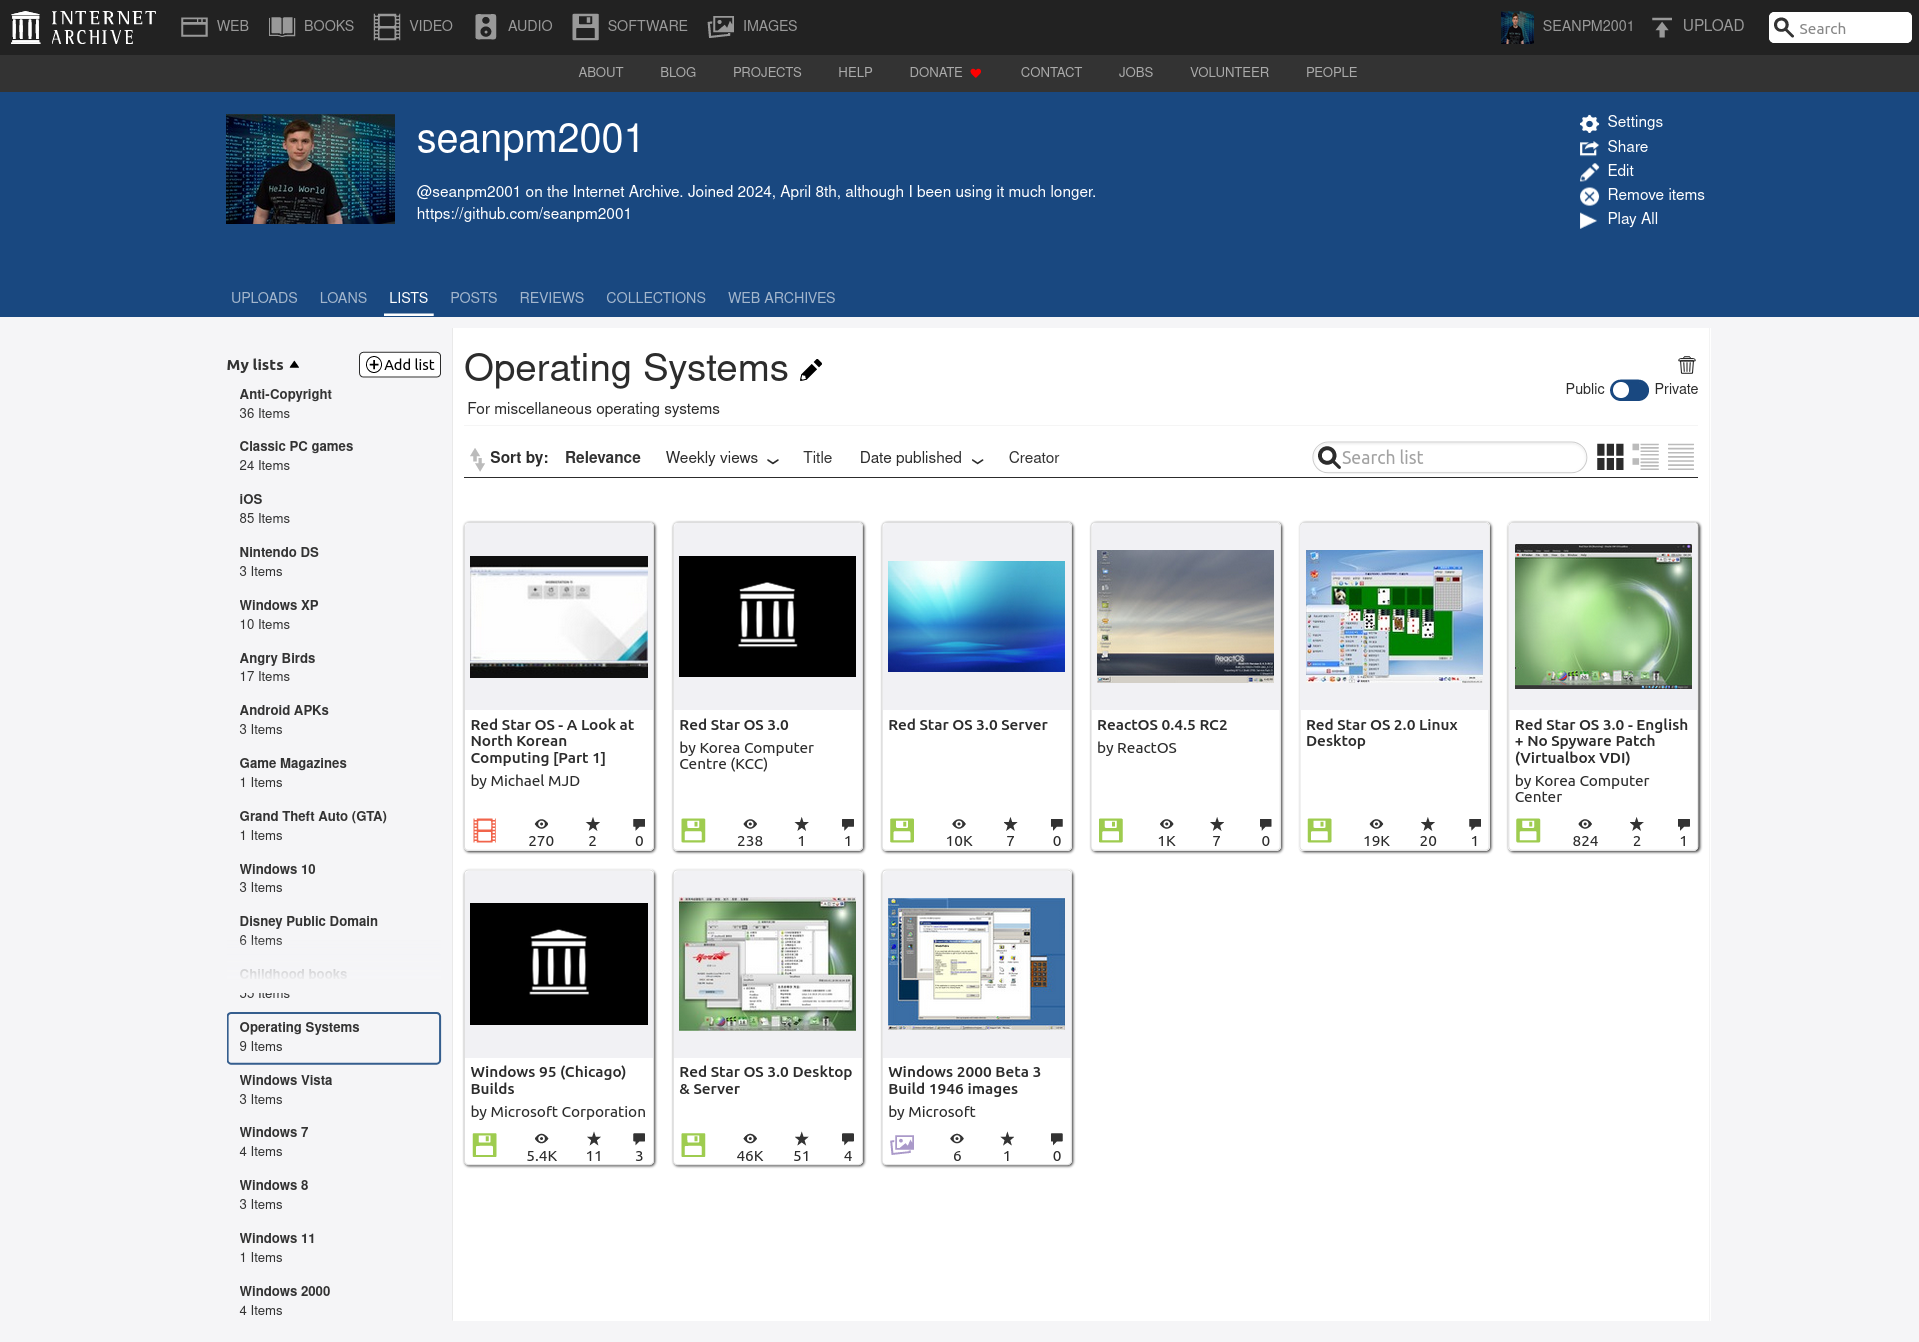 INTERNET ARCHIVE
WEB
BOOKS
VIDEO
AUDIO
SOFTWARE
IMAGES
SEANPM2001
UPLOAD
Search
ABOUT
BLOG
PROJECTS
HELP
DONATE
CONTACT
JOBS
VOLUNTEER
PEOPLE
Hello World
seanpm2001
@seanpm2001 on the Internet Archive. Joined 2024, April 8th, although I been using it much longer.
https://github.com/seanpm2001
Settings
Share
Edit
Remove items
Play All
UPLOADS
LOANS
LISTS
POSTS
REVIEWS
COLLECTIONS
WEB ARCHIVES
My lists
Add list
Anti-Copyright
36 Items
Classic PC games
24 Items
iOS
85 Items
Nintendo DS
3 Items
Windows XP
10 Items
Angry Birds
17 Items
Android APKs
3 Items
Game Magazines
1 Items
Grand Theft Auto (GTA)
1 Items
Windows 10
3 Items
Disney Public Domain
6 Items
Childhood books
Operating Systems
9 Items
Windows Vista
3 Items
Windows 7
4 Items
Windows 8
3 Items
Windows 11
1 Items
Windows 2000
4 Items
Operating Systems
For miscellaneous operating systems
Public
Private
Sort by:
Relevance
Weekly views
Title
Date published
Creator
Search list
Red Star OS - A Look at
North Korean
Computing [Part 1]
by Michael MJD
270
2
0
Red Star OS 3.0
by Korea Computer
Centre (KCC)
238
1
1
Red Star OS 3.0 Server
10K
7
0
ReactOS
ReactOS 0.4.5 RC2
by ReactOS
1K
7
0
Red Star OS 2.0 Linux
Desktop
19K
20
1
Red Star OS 3.0 - English
+ No Spyware Patch
(Virtualbox VDI)
by Korea Computer
Center
824
2
1
Windows 95 (Chicago)
Builds
by Microsoft Corporation
5.4K
11
3
Red Star OS 3.0 Desktop
& Server
46K
51
4
Windows 2000 Beta 3
Build 1946 images
by Microsoft
6
1
0